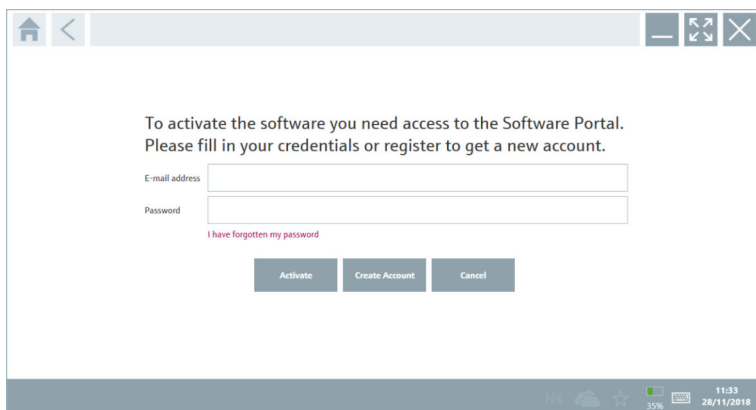 To activate the software you need access to the Software Portal.
Please fill in your credentials or register to get a new account.
E-mail address
Password
I have forgotten my password
Activate
Create Account
Cancel
35%
11:33
28/11/2018